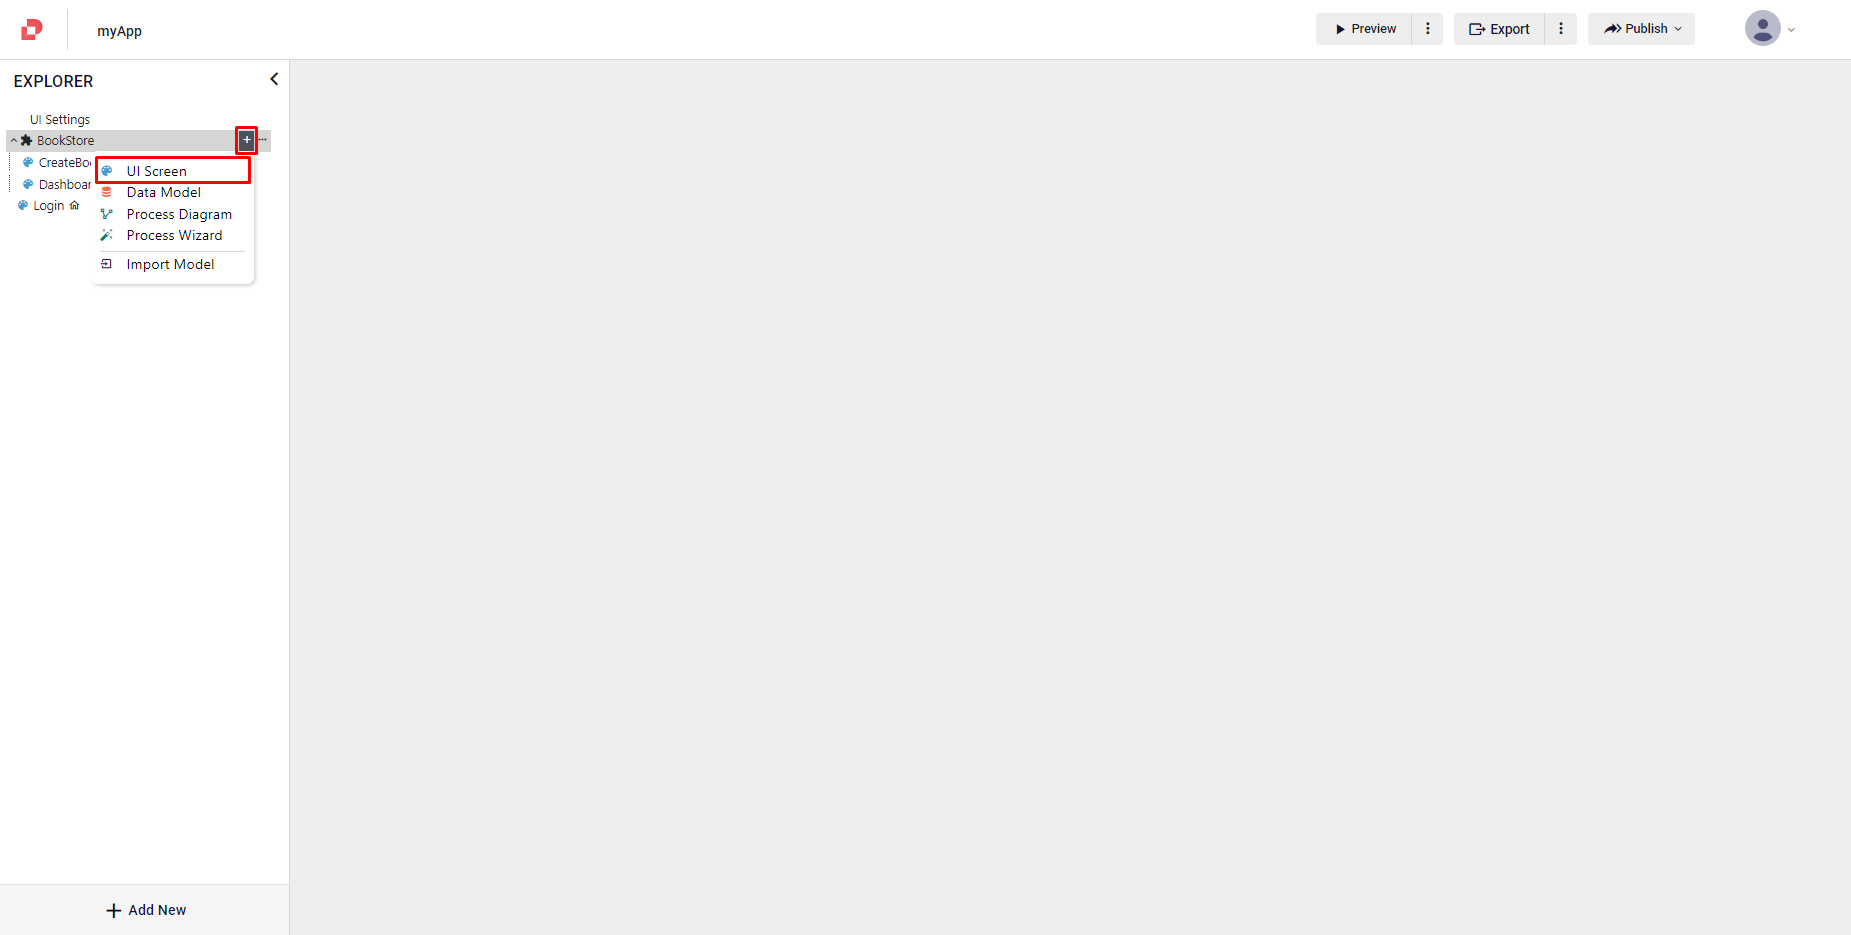 myApp
Preview
Export
Publish
EXPLORER
UI Settings
BookStore
CreateBo
UI Screen
Dashboar
Data Model
Login
Process Diagram
Process Wizard
Import Model
Add New